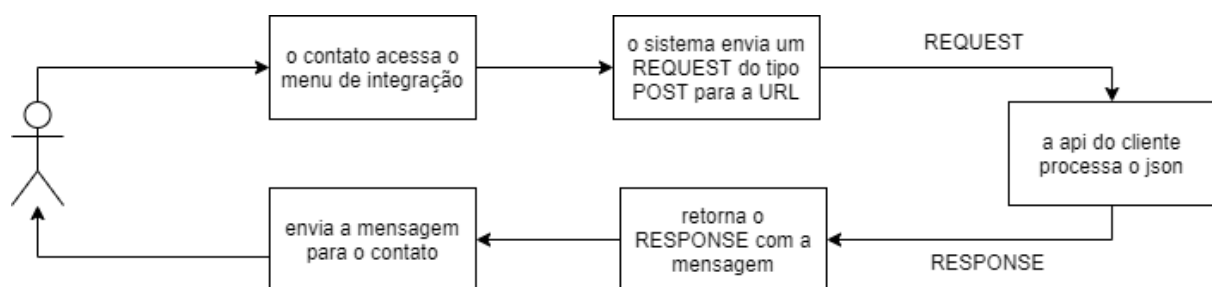 o contato acessa o
menu de integração
o sistema envia um
REQUEST do tipo
POST para a URL
REQUEST
a api do cliente
processa o json
RESPONSE
retorna o
RESPONSE com a
mensagem
envia a mensagem
para o contato